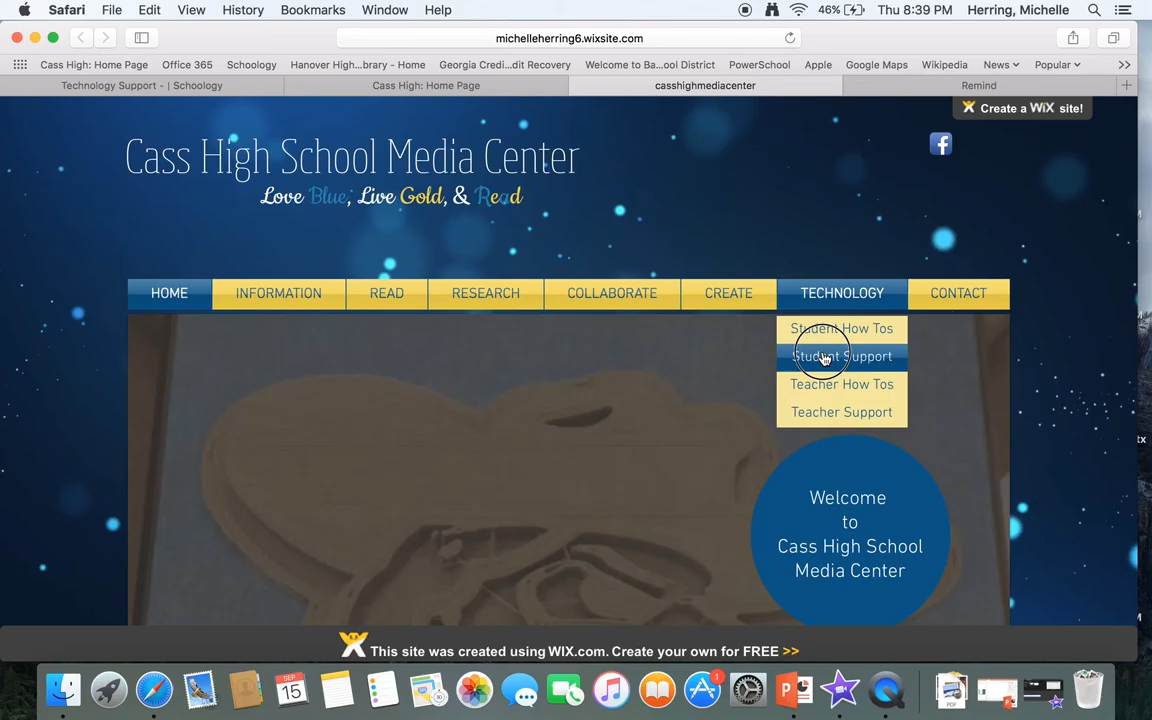 Safari File Edit View History Bookmarks Window Help 46% Thu 8:39 PM Herring, Michelle
michelleherring6.wixsite.com
Cass High: Home Page Office 365 Schoology Hanover High...brary - Home Georgia Credi...dit Recovery Welcome to Ba...ool District PowerSchool Apple Google Maps Wikipedia News Popular >>
Technology Support - | Schoology Cass High: Home Page casshighmediacenter Remind +
Create a WiX site!
Cass High School Media Center
Love Blue, Live Gold, & Read
HOME INFORMATION READ RESEARCH COLLABORATE CREATE TECHNOLOGY CONTACT
Student How Tos
Student Support
Teacher How Tos
Teacher Support
Welcome
to
Cass High School
Media Center
This site was created using WIX.com. Create your own for FREE >>
SEP
15
1
PDF